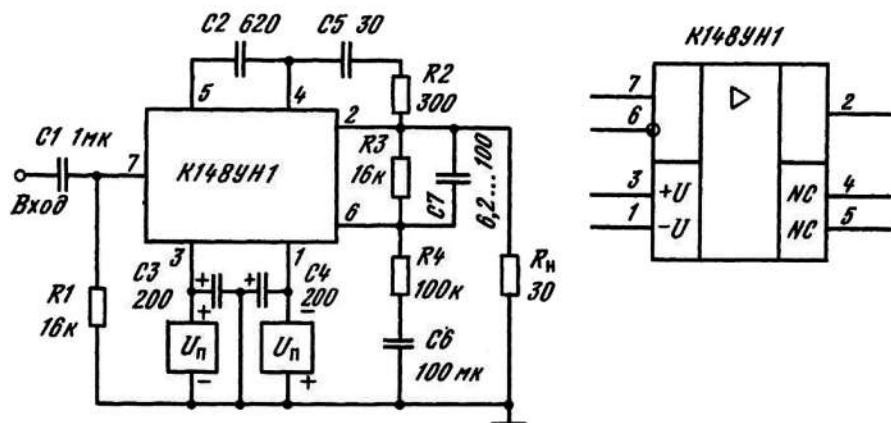 C2 620
C5 30
К148УН1
5
4
R2
300
7
6
2
C1 1мк
7
К148УН1
2
R3
16к
C7
6,2...100
Вход
6
3
+U
NC
4
1
-U
NC
5
3
1
R4
100к
Rн
30
C3
200
+
+
C4
200
R1
16к
+
-
Uп
Uп
-
+
C6
100 мк